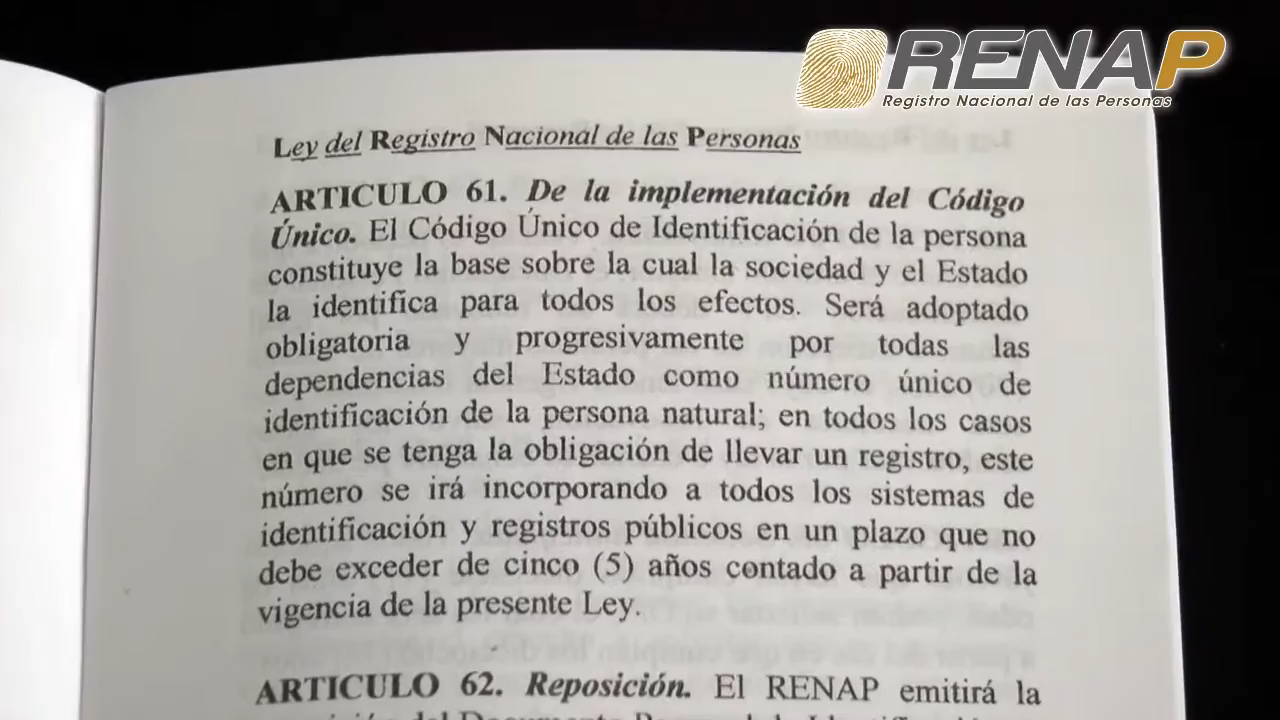 RENAP
Registro Nacional de las Personas
Ley del Registro Nacional de las Personas
ARTICULO 61. De la implementación del Código
Único. El Código Único de Identificación de la persona
constituye la base sobre la cual la sociedad y el Estado
la identifica para todos los efectos. Será adoptado
obligatoria y progresivamente por todas las
dependencias del Estado como número único de
identificación de la persona natural; en todos los casos
en que se tenga la obligación de llevar un registro, este
número se irá incorporando a todos los sistemas de
identificación y registros públicos en un plazo que no
debe exceder de cinco (5) años contado a partir de la
vigencia de la presente Ley.
ARTICULO 62. Reposición. El RENAP emitirá la